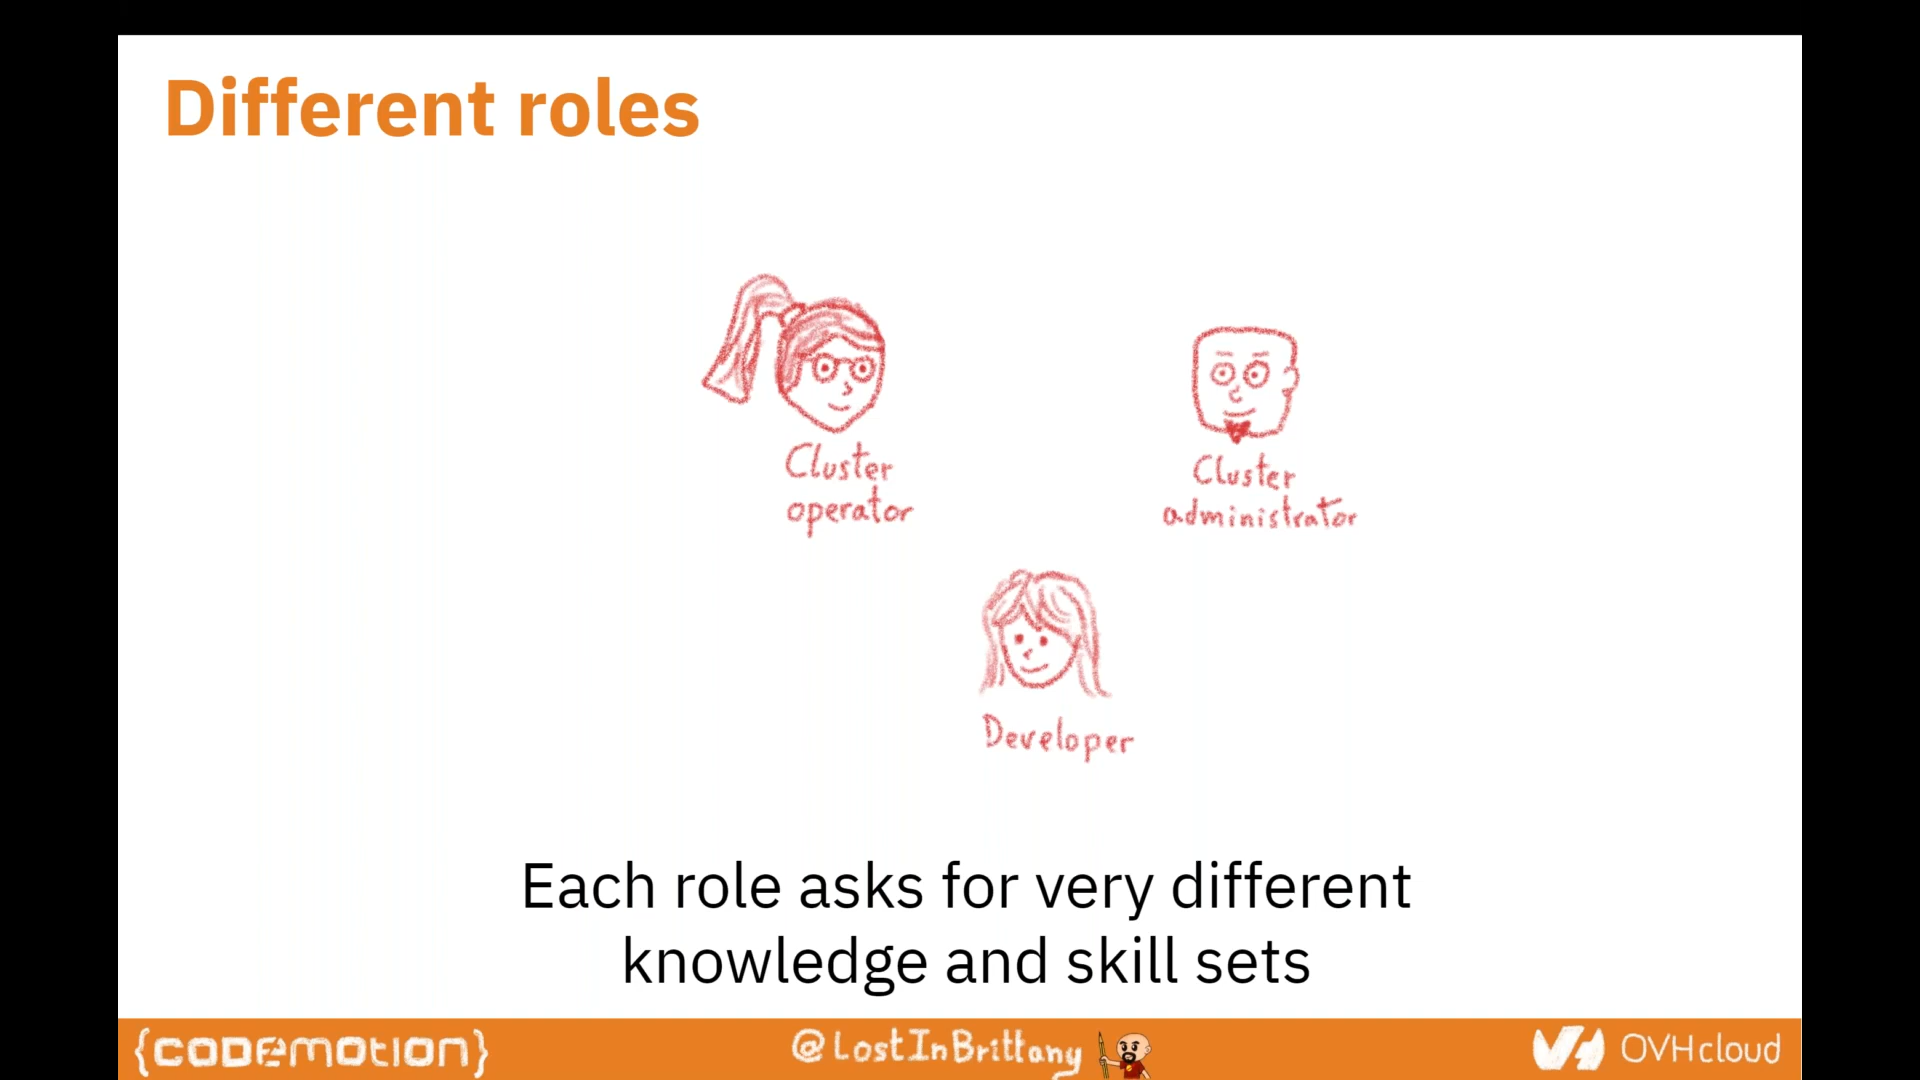 Different roles
Cluster
operator
Cluster
administrator
Developer
Each role asks for very different
knowledge and skill sets
{CODEMOTION}
@LostInBrittany
OVHcloud